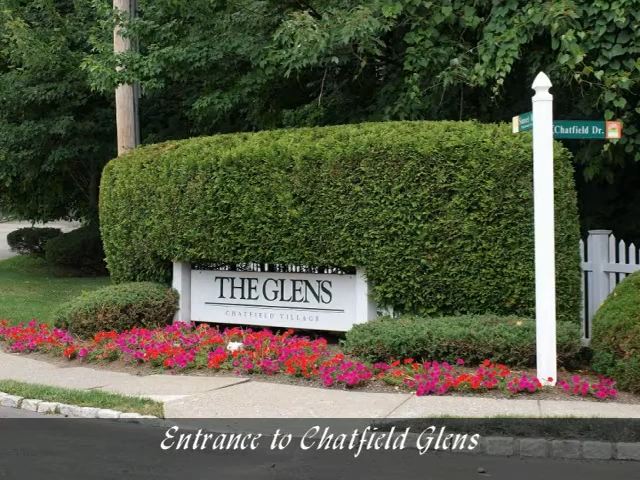 Chatfield Dr.
THE GLENS
CHATFIELD VILLAGE
Entrance to Chatfield Glens